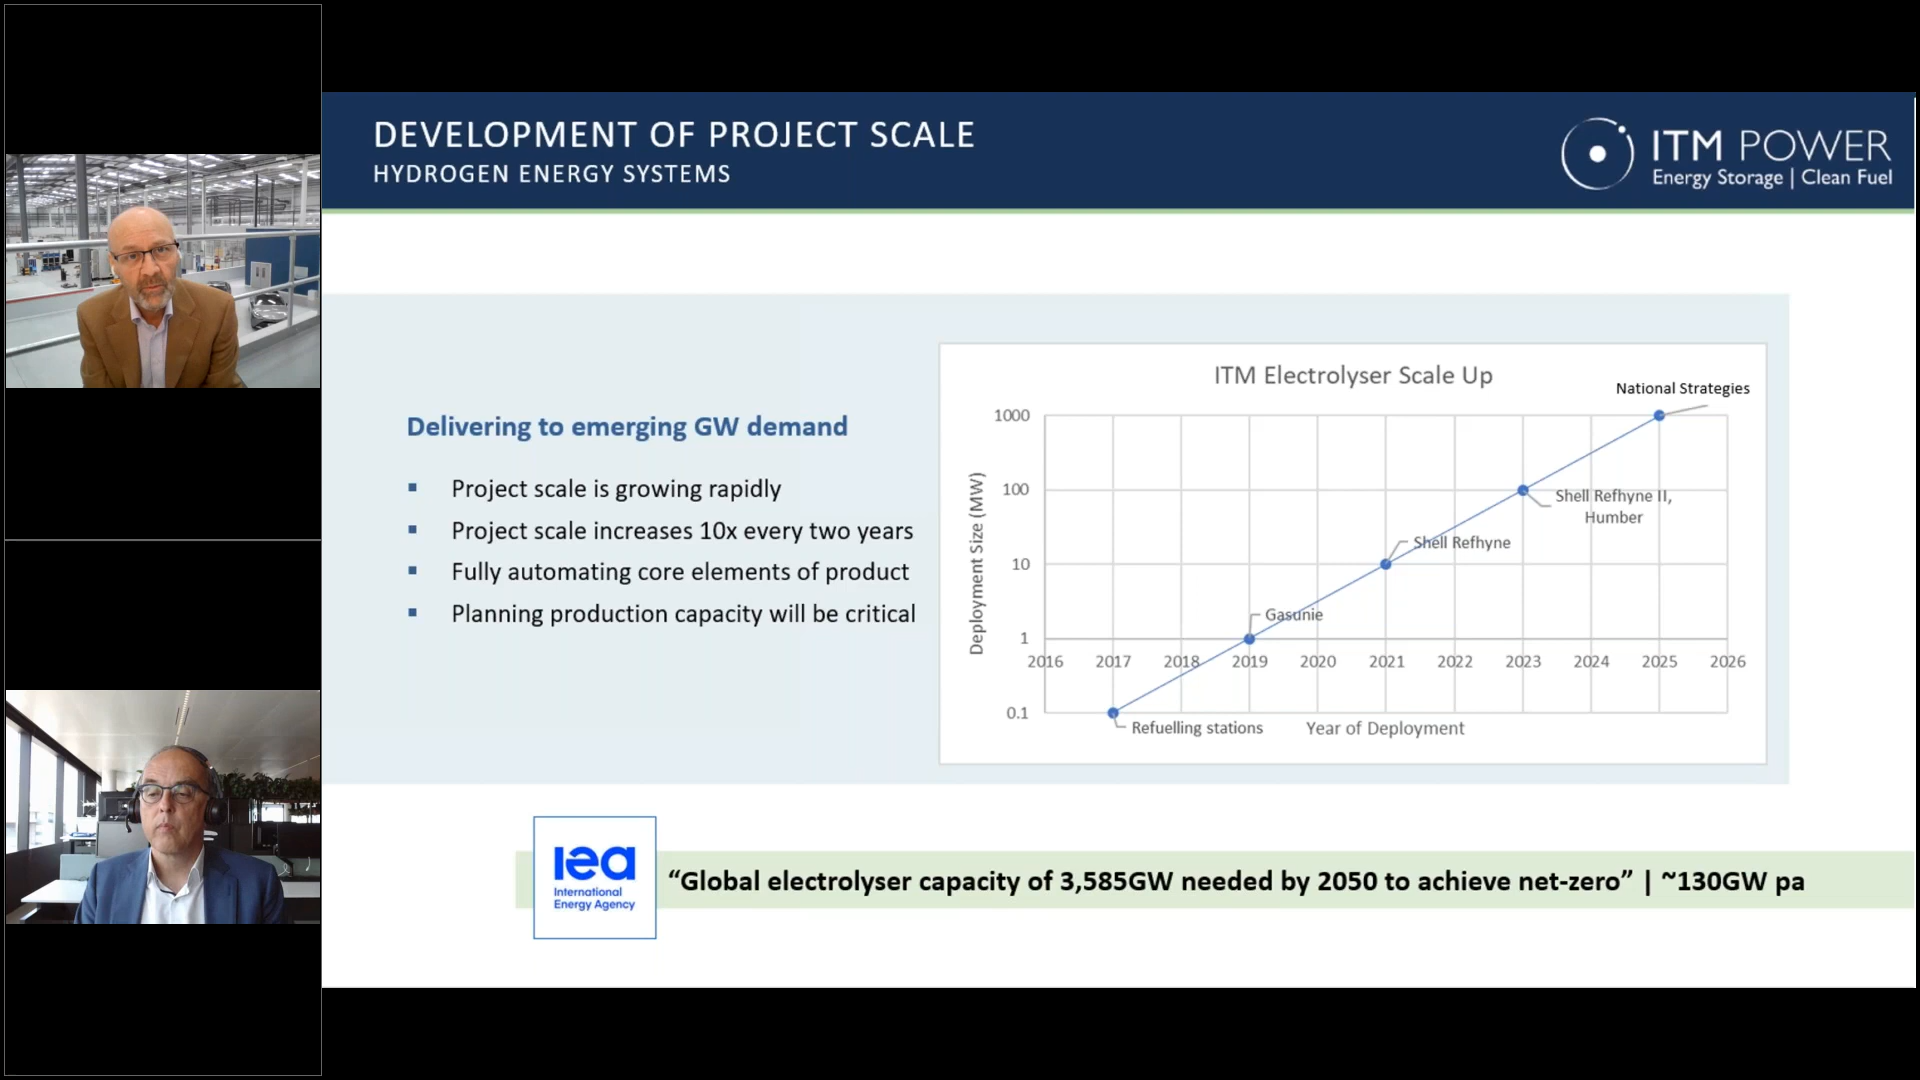 DEVELOPMENT OF PROJECT SCALE
HYDROGEN ENERGY SYSTEMS
ITM POWER
Energy Storage | Clean Fuel
Delivering to emerging GW demand
Project scale is growing rapidly
Project scale increases 10x every two years
Fully automating core elements of product
Planning production capacity will be critical
ITM Electrolyser Scale Up
National Strategies
1000
100
Shell Refhyne II,
Humber
Shell Refhyne
10
Gasunie
1
2016 2017 2018 2019 2020 2021 2022 2023 2024 2025 2026
0.1
Refuelling stations
Year of Deployment
Deployment Size (MW)
iea
International
Energy Agency
“Global electrolyser capacity of 3,585GW needed by 2050 to achieve net-zero” | ~130GW pa